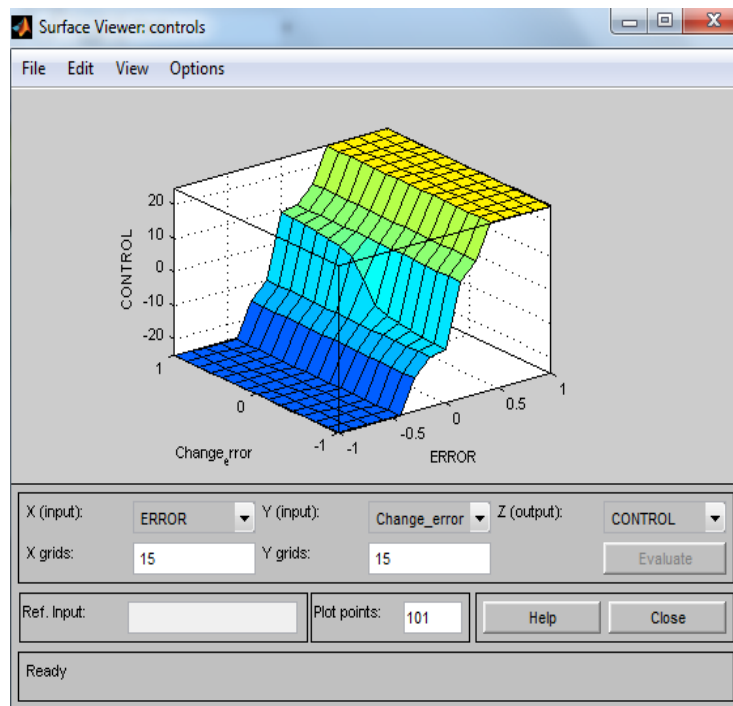 Surface Viewer: controls
File Edit View Options
20
10
0
-10
-20
CONTROL
1
0
-1
Change_error
-1
-0.5
0
0.5
1
ERROR
X (input): ERROR Y (input): Change_error Z (output): CONTROL
X grids: 15 Y grids: 15 Evaluate
Ref. Input: Plot points: 101 Help Close
Ready